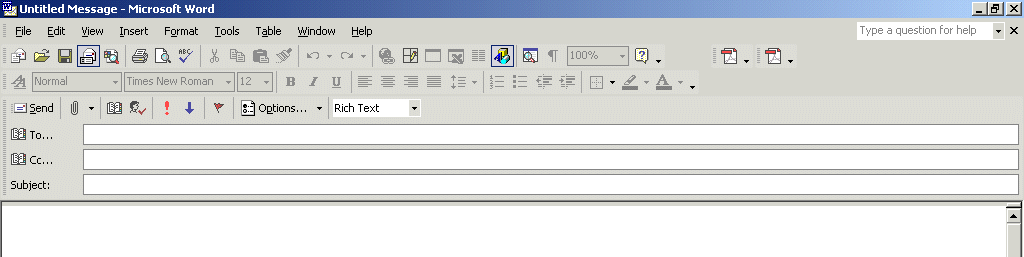 Untitled Message - Microsoft Word
File Edit View Insert Format Tools Table Window Help Type a question for help
ABC 100%
Normal Times New Roman 12 B I U A
Send Options... Rich Text
To...
Cc...
Subject: